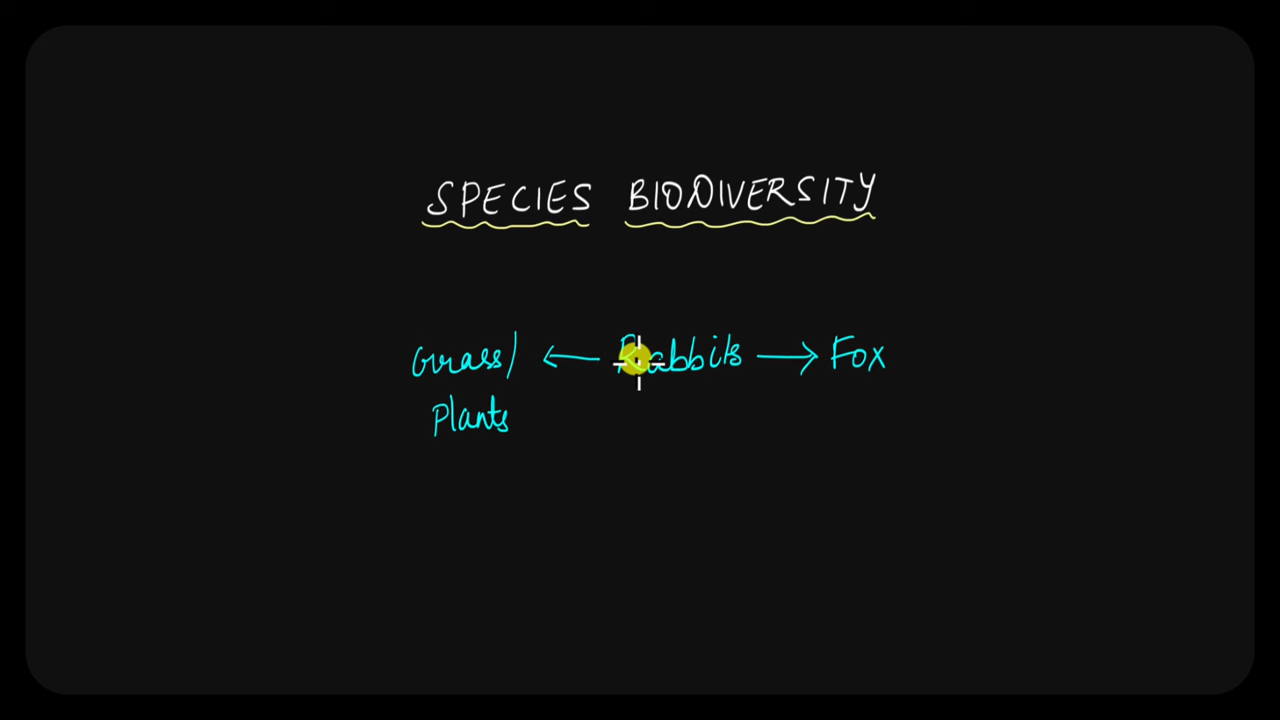 SPECIES BIODIVERSITY
Grass/ ← Rabbits → Fox
Plants